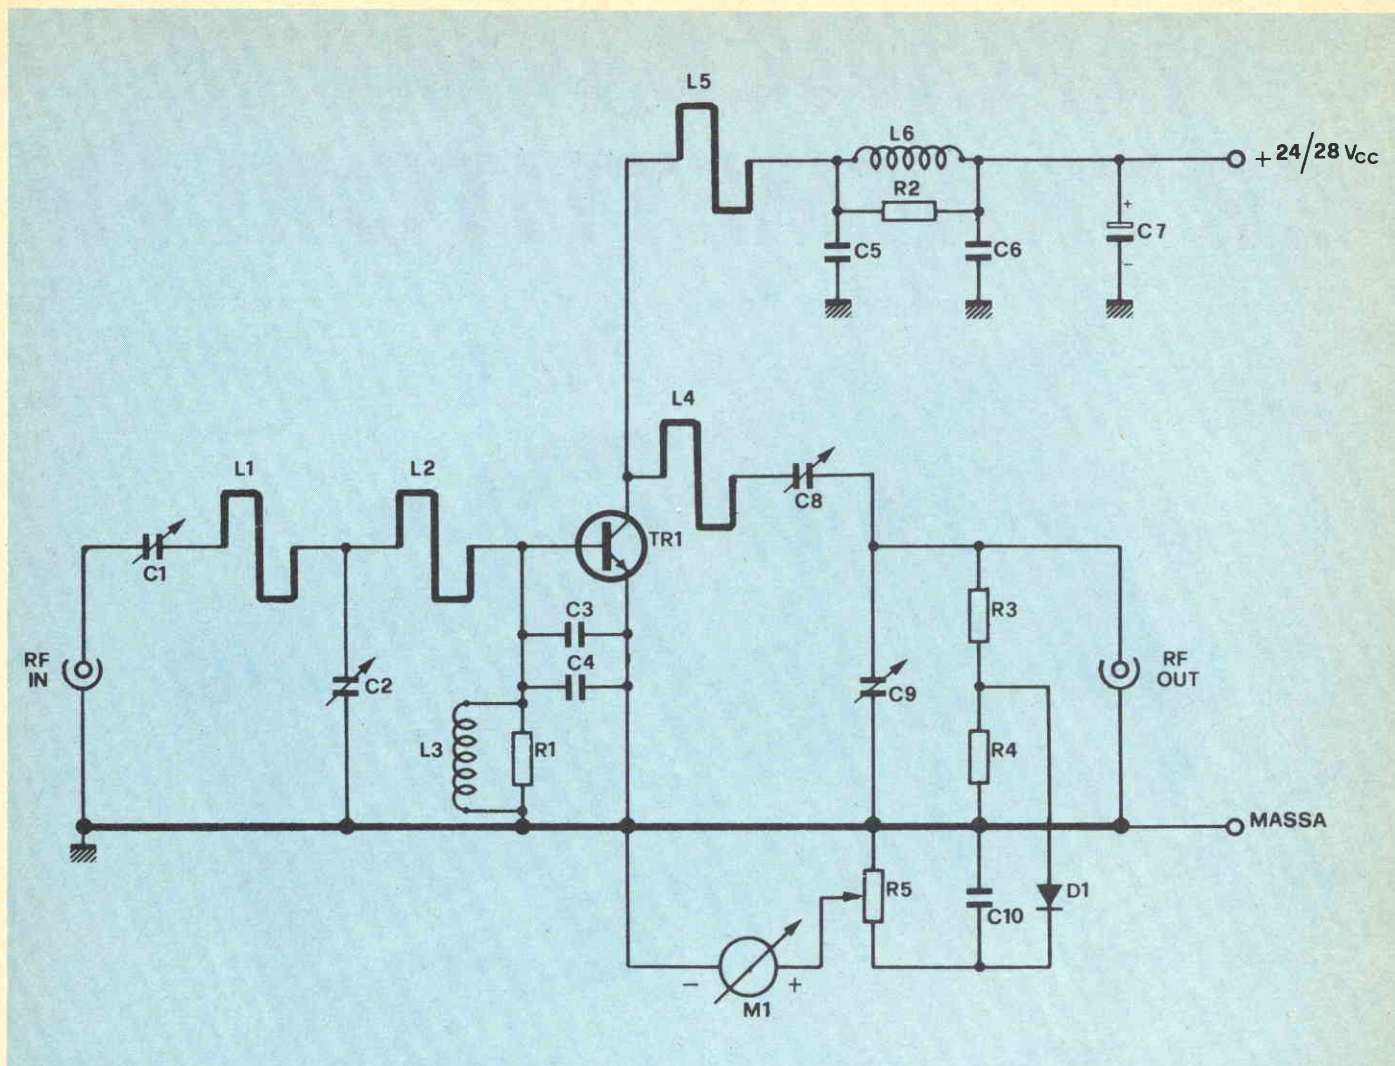 L5
L6
+ 24/28 Vcc
R2
+
C5
C6
C7
−
L4
L1
L2
C8
TR1
C1
C3
R3
C4
RF
IN
RF
OUT
C2
C9
L3
R1
R4
MASSA
R5
D1
C10
−
+
M1